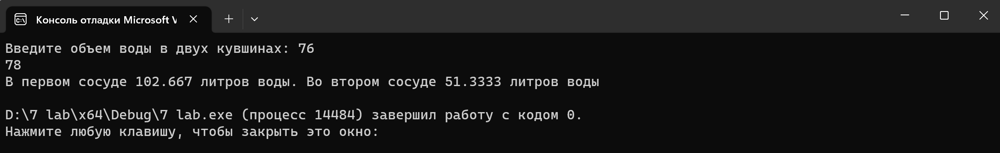 Консоль отладки Microsoft V
Введите объем воды в двух кувшинах: 76
78
В первом сосуде 102.667 литров воды. Во втором сосуде 51.3333 литров воды
D:\7 lab\x64\Debug\7 lab.exe (процесс 14484) завершил работу с кодом 0.
Нажмите любую клавишу, чтобы закрыть это окно: